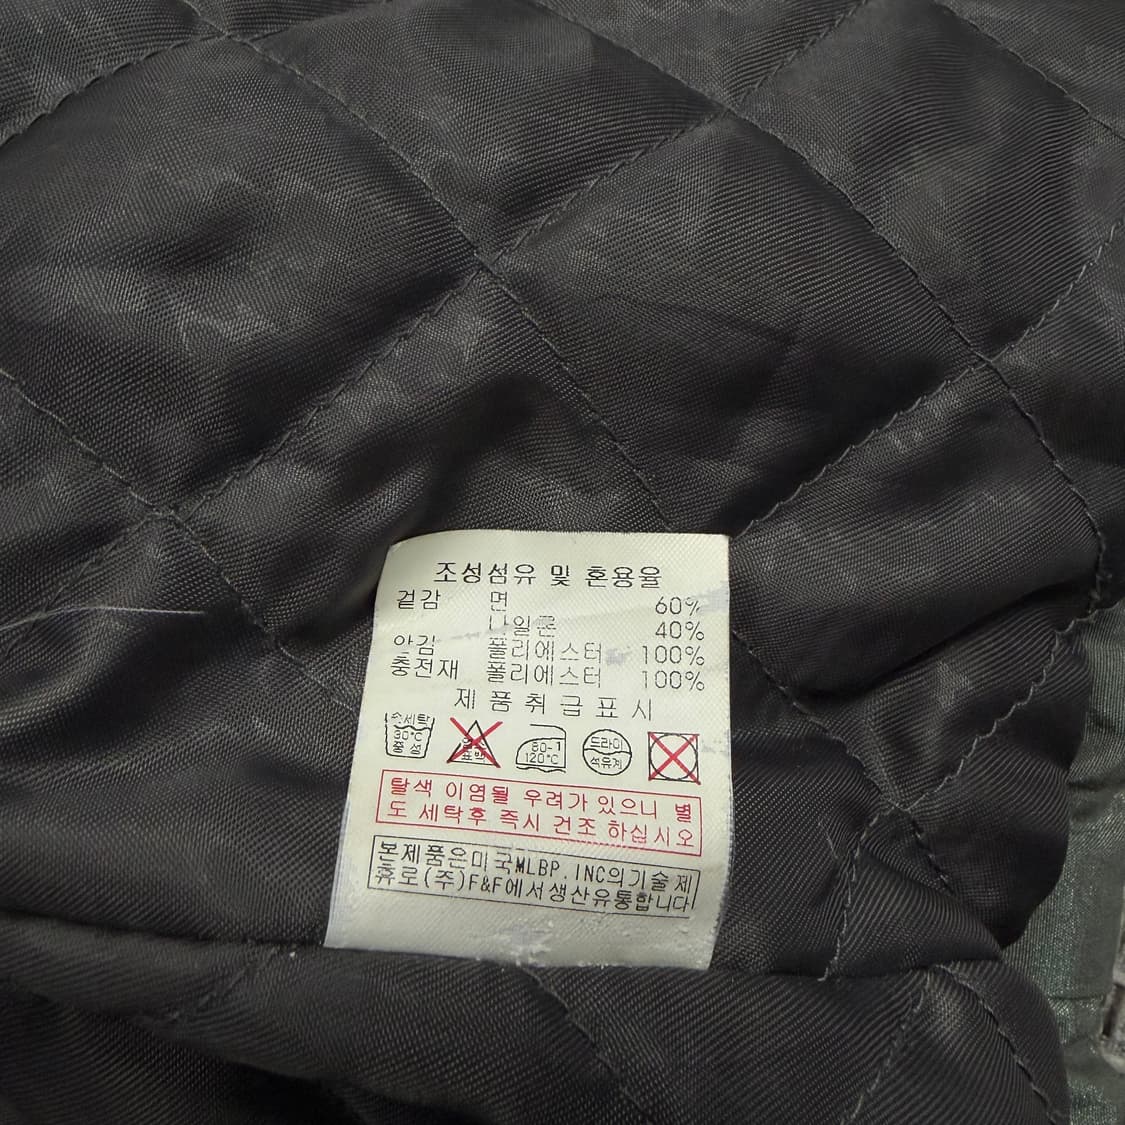 조성섬유 및 혼용율
겉감 면 60%
나일론 40%
안감 폴리에스터 100%
충전재 폴리에스터 100%
제품취급표시
손세탁
30°C
중성
표백
80-1
120°C
드라이
석유계
탈색 이염될 우려가 있으니 별
도 세탁후 즉시 건조 하십시오
본제품은미국MLBP.INC의기술제
휴로(주)F&F에서생산유통합니다